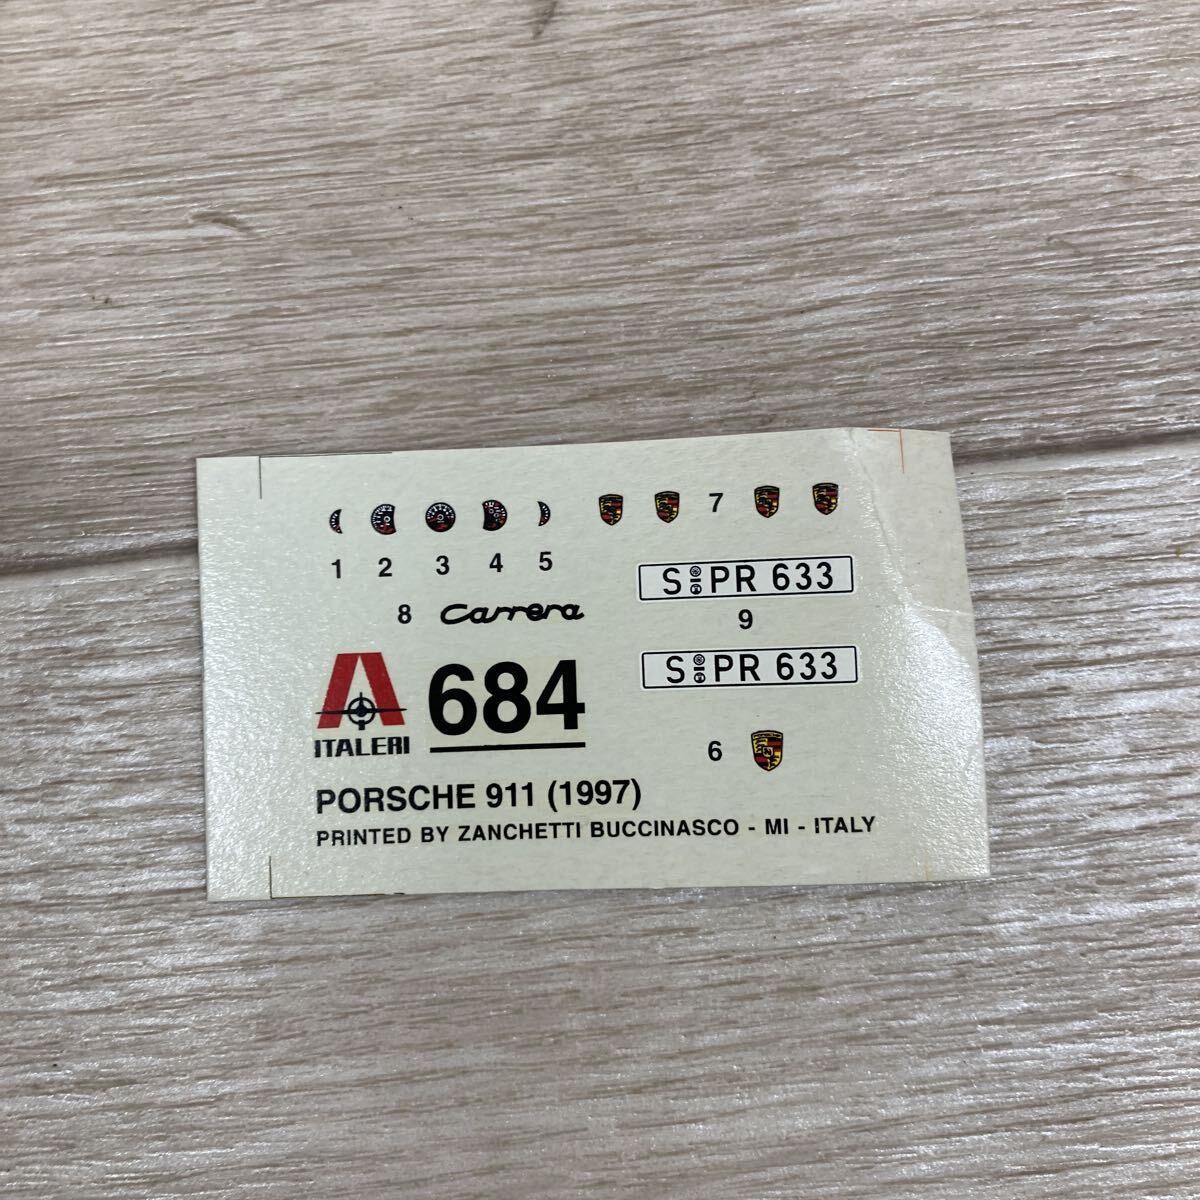 7
1 2 3 4 5
S PR 633
8 Carrera
9
S PR 633
684
ITALERI
6
PORSCHE 911 (1997)
PRINTED BY ZANCHETTI BUCCINASCO - MI - ITALY